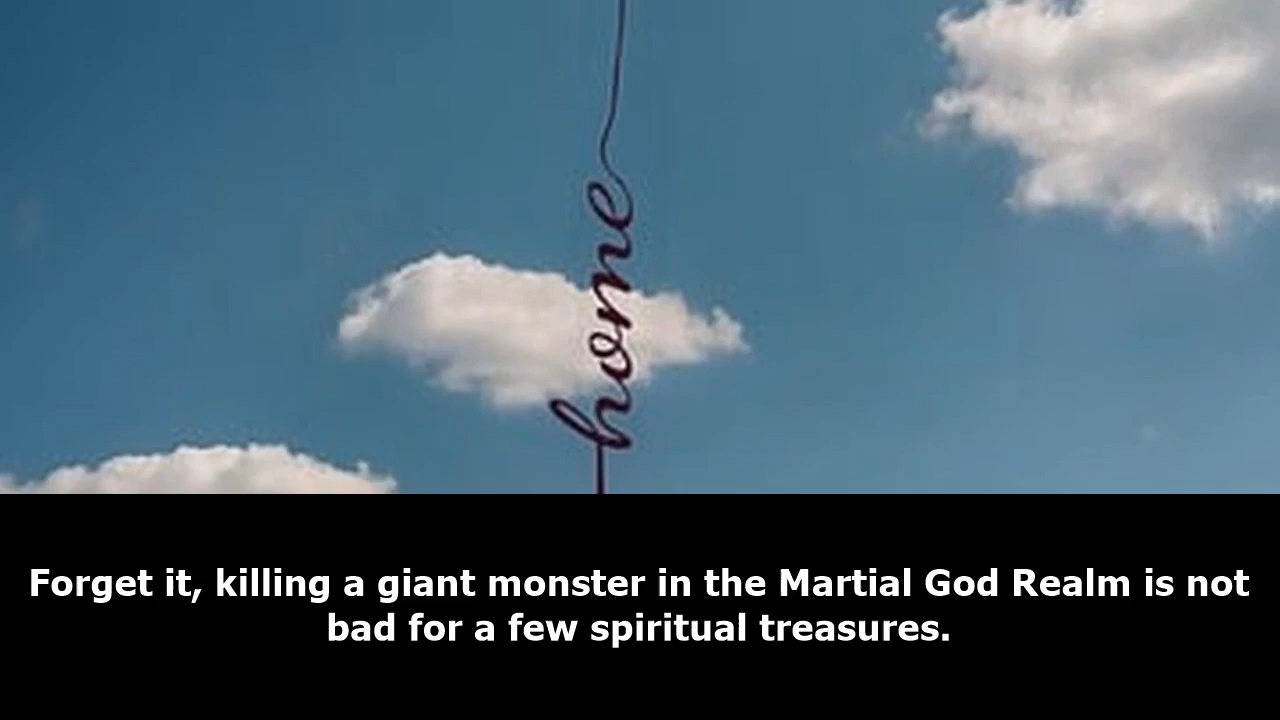 home
Forget it, killing a giant monster in the Martial God Realm is not
bad for a few spiritual treasures.